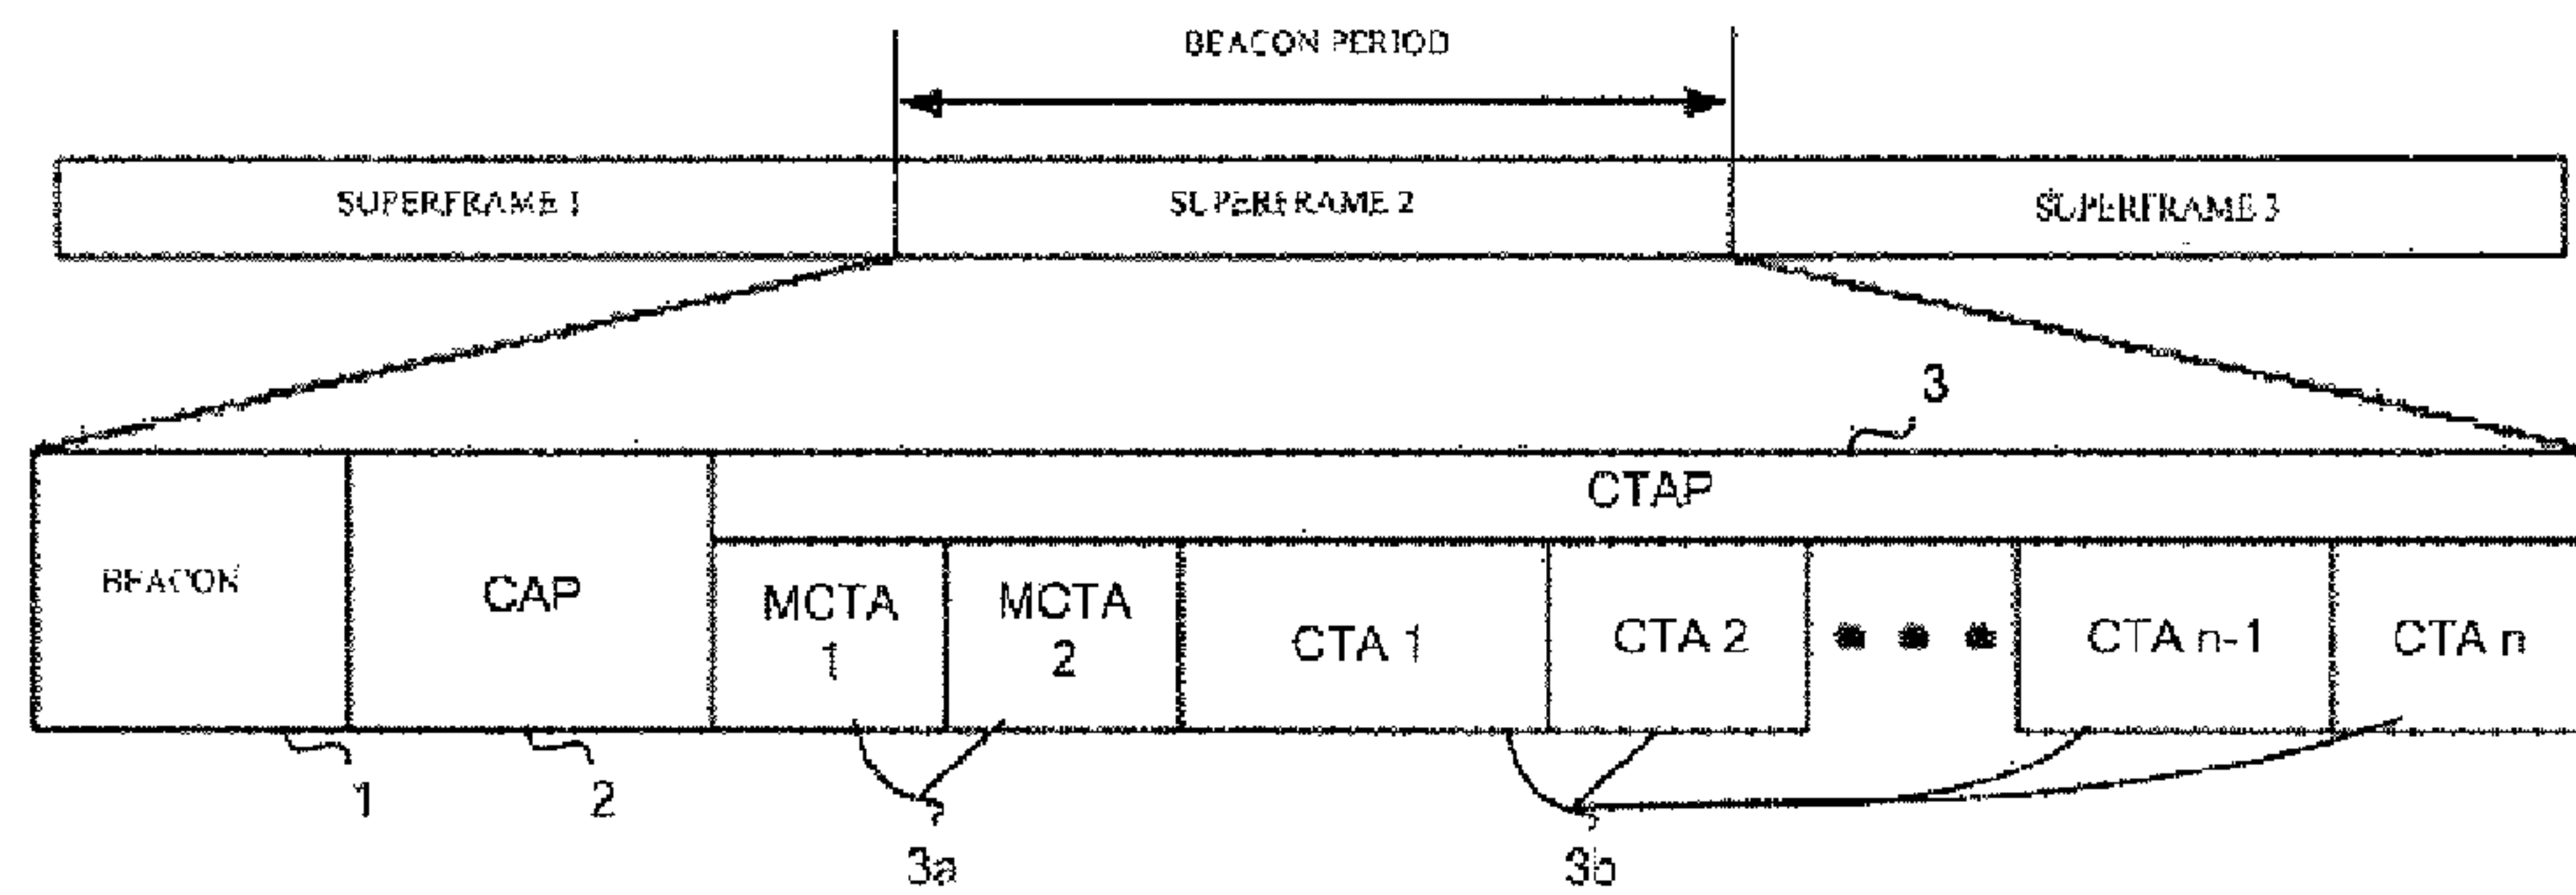 BEACON PERIOD
SUPERFRAME 1
SUPERFRAME 2
SUPERFRAME 3
3
CTAP
BEACON
CAP
MCTA
1
MCTA
2
CTA 1
CTA 2
CTA n-1
CTA n
1
2
3a
3b